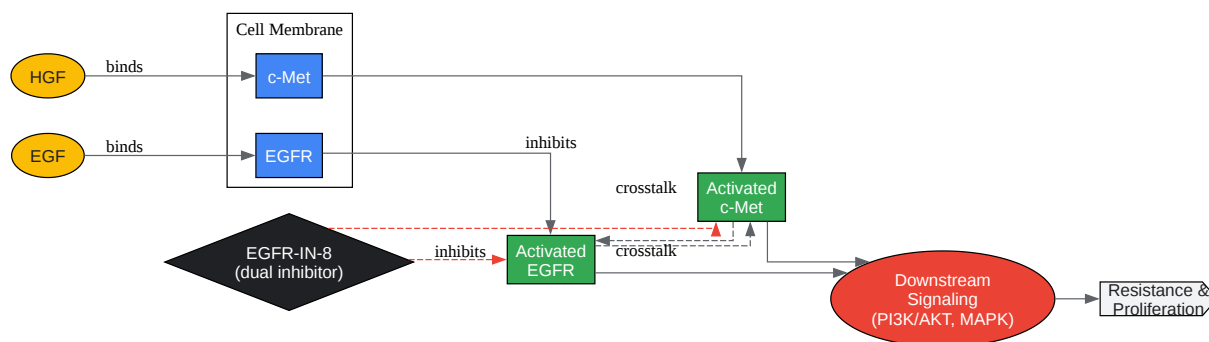 Cell Membrane
HGF
binds
c-Met
EGF
binds
EGFR
inhibits
crosstalk
Activated
c-Met
EGFR-IN-8
(dual inhibitor)
inhibits
Activated
EGFR
crosstalk
Downstream
Signaling
(PI3K/AKT, MAPK)
Resistance &
Proliferation